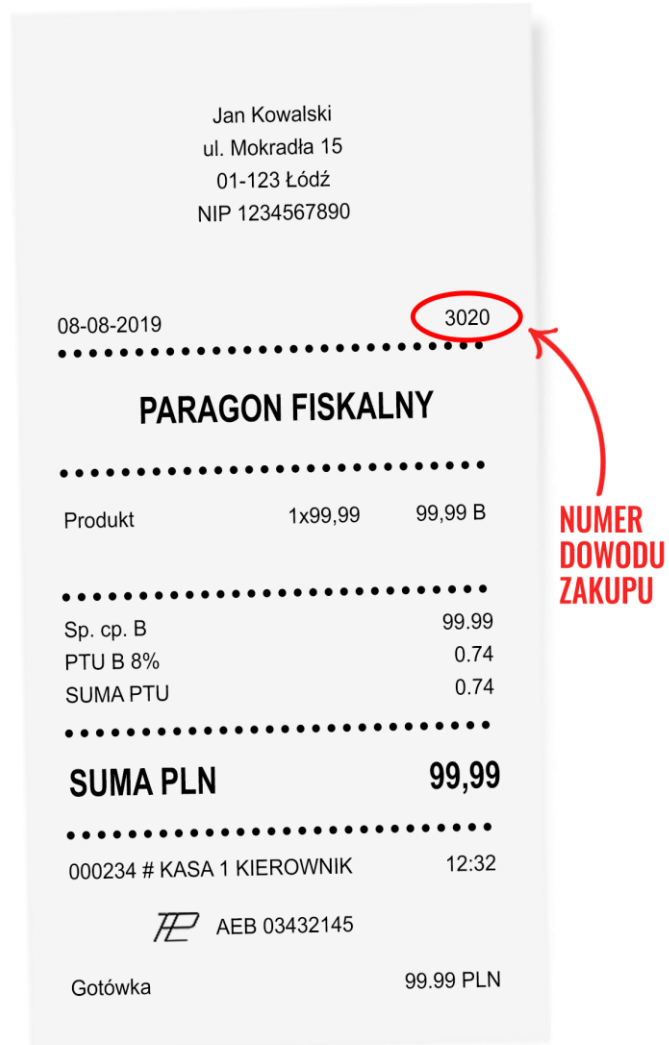 Jan Kowalski
ul. Mokradła 15
01-123 Łódź
NIP 1234567890
08-08-2019 3020
PARAGON FISKALNY
Produkt 1x99,99 99,99 B
NUMER
DOWODU
ZAKUPU
Sp. cp. B 99.99
PTU B 8% 0.74
SUMA PTU 0.74
SUMA PLN 99,99
000234 # KASA 1 KIEROWNIK 12:32
AEB 03432145
Gotówka 99.99 PLN